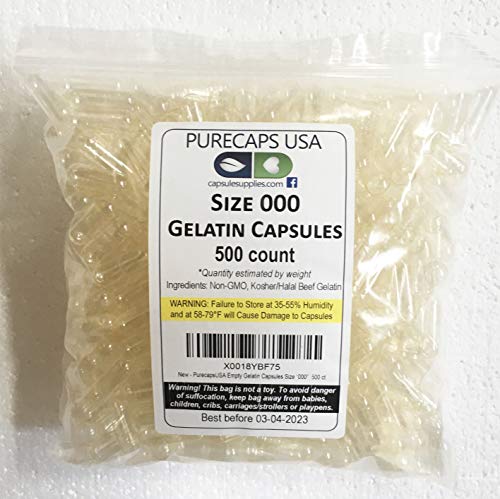 PURECAPS USA
capsulesupplies.com f
SIZE 000
GELATIN CAPSULES
500 count
*Quantity estimated by weight
Ingredients: Non-GMO, Kosher/Halal Beef Gelatin
WARNING: Failure to Store at 35-55% Humidity
and at 58-79°F will Cause Damage to Capsules
X0018YBF75
New - PurecapsUSA Empty Gelatin Capsules Size "000" 500 ct
Warning! This bag is not a toy. To avoid danger
of suffocation, keep bag away from babies,
children, cribs, carriages/strollers or playpens.
Best before 03-04-2023